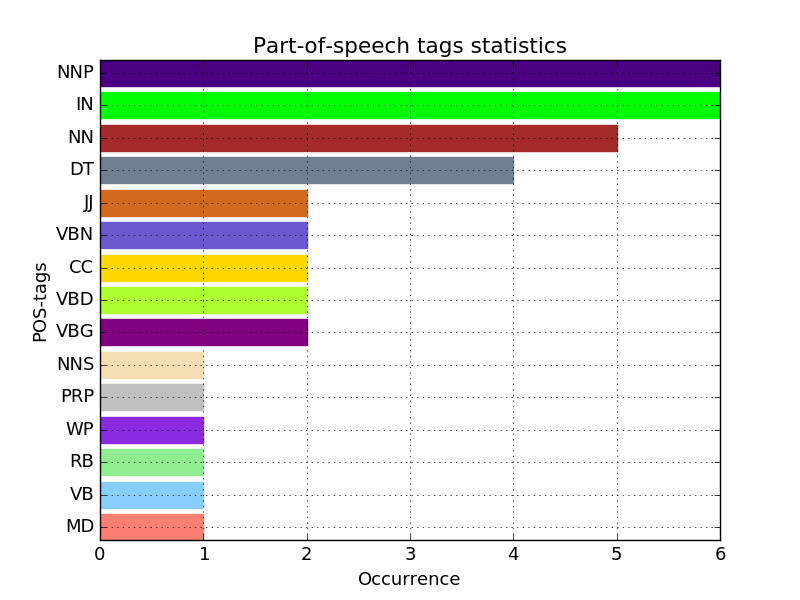 Part-of-speech tags statistics
NNP
IN
NN
DT
JJ
VBN
CC
VBD
VBG
NNS
PRP
WP
RB
VB
MD
POS-tags
0 1 2 3 4 5 6
Occurrence